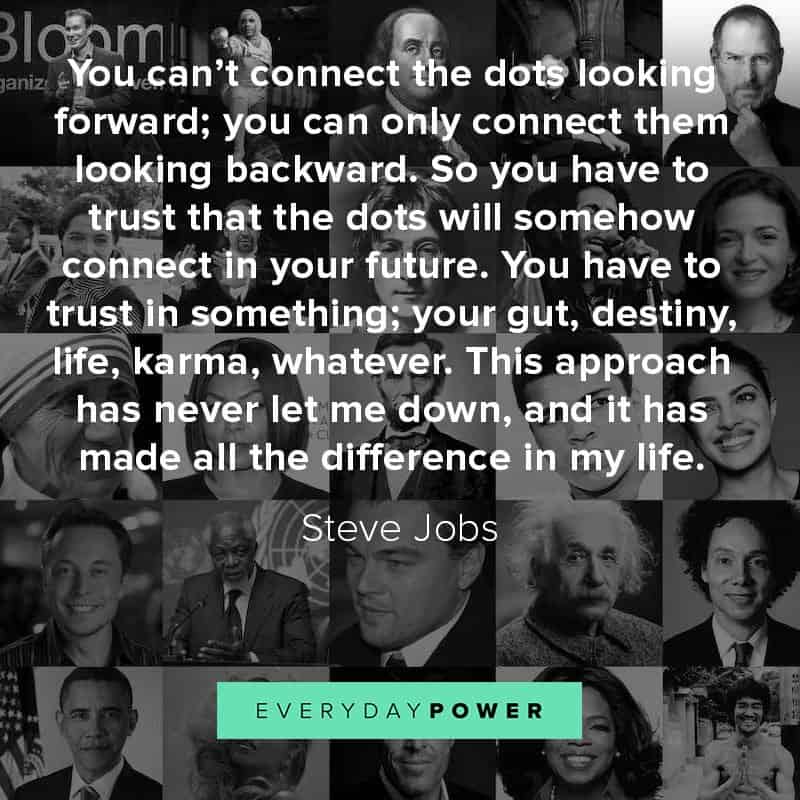 Bloom
ganiz
ven
You can’t connect the dots looking
forward; you can only connect them
looking backward. So you have to
trust that the dots will somehow
connect in your future. You have to
trust in something; your gut, destiny,
life, karma, whatever. This approach
has never let me down, and it has
made all the difference in my life.
Steve Jobs
EVERYDAYPOWER